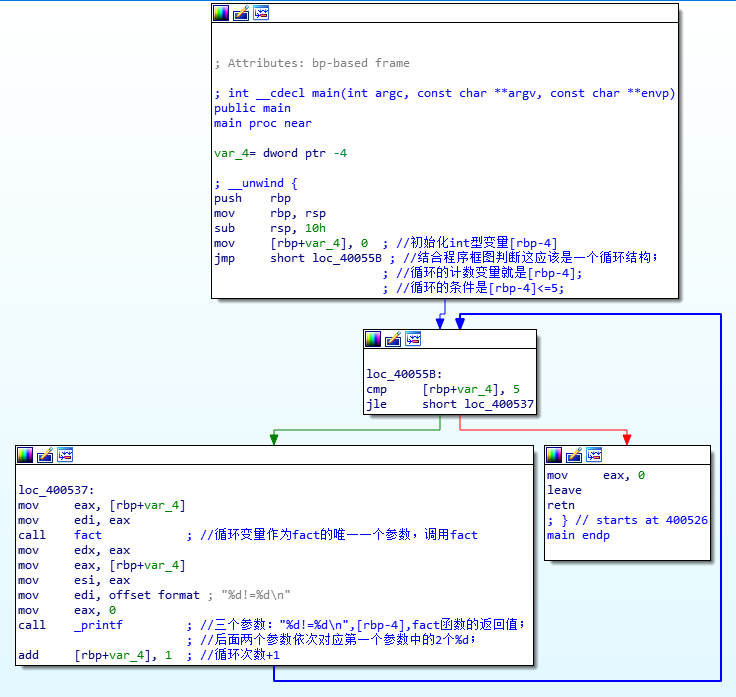 ; Attributes: bp-based frame
; int __cdecl main(int argc, const char **argv, const char **envp)
public main
main proc near
var_4= dword ptr -4
; __unwind {
push    rbp
mov     rbp, rsp
sub     rsp, 10h
mov     [rbp+var_4], 0  ; //初始化int型变量[rbp-4]
jmp     short loc_40055B ; //结合程序框图判断这应该是一个循环结构;
; //循环的计数变量就是[rbp-4];
; //循环的条件是[rbp-4]<=5;
loc_40055B:
cmp     [rbp+var_4], 5
jle     short loc_400537
loc_400537:
mov     eax, [rbp+var_4]
mov     edi, eax
call    fact            ; //循环变量作为fact的唯一一个参数，调用fact
mov     edx, eax
mov     eax, [rbp+var_4]
mov     esi, eax
mov     edi, offset format ; "%d!=%d\n"
mov     eax, 0
call    _printf         ; //三个参数："%d!=%d\n",[rbp-4],fact函数的返回值;
; //后面两个参数依次对应第一个参数中的2个%d;
add     [rbp+var_4], 1  ; //循环次数+1
mov     eax, 0
leave
retn
; } // starts at 400526
main endp